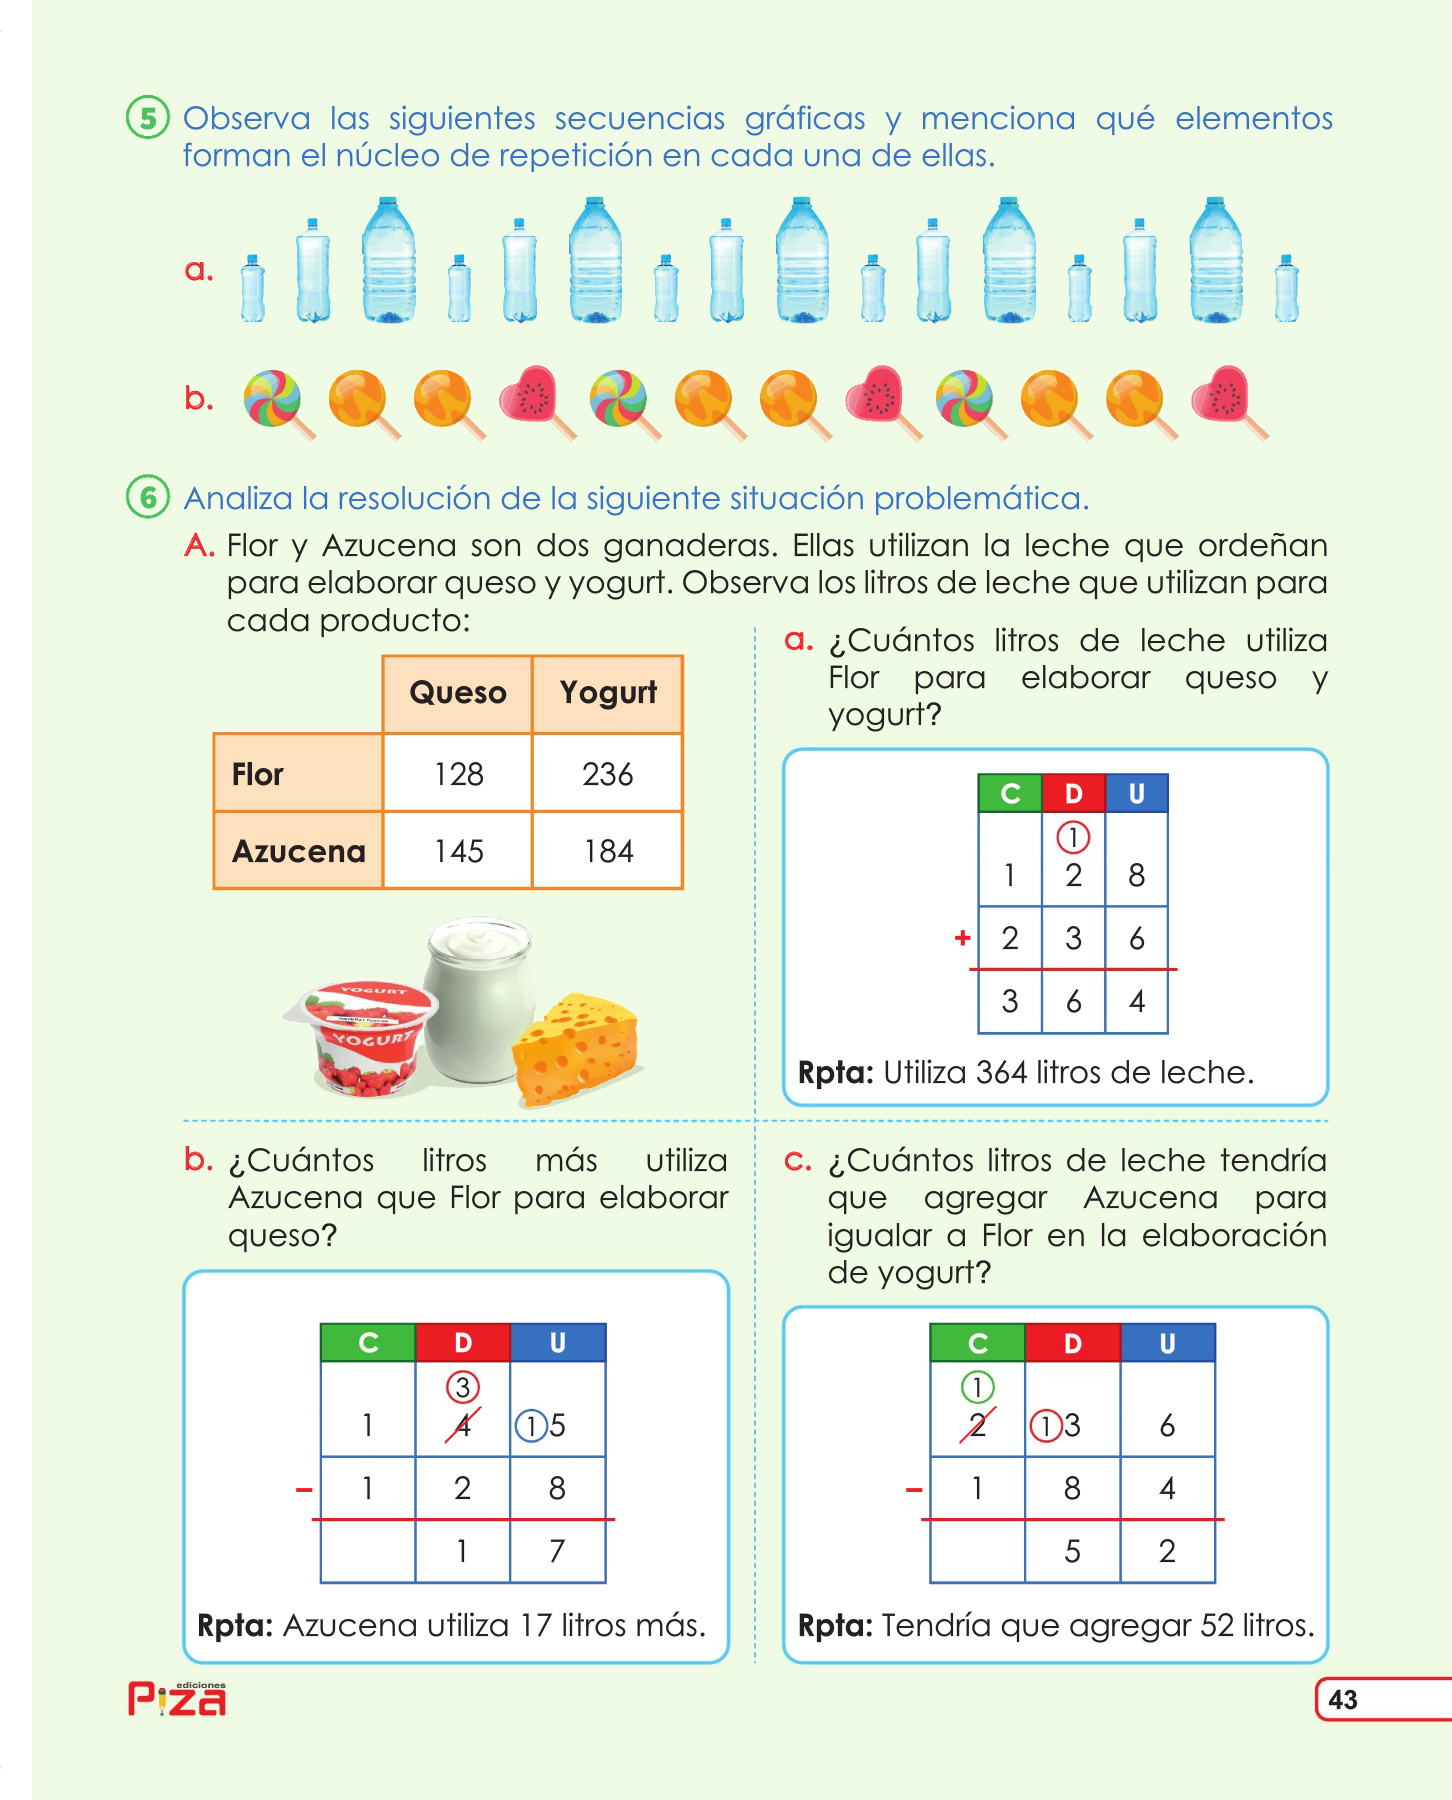 5 Observa las siguientes secuencias gráficas y menciona qué elementos
forman el núcleo de repetición en cada una de ellas.
a.
b.
6 Analiza la resolución de la siguiente situación problemática.
A. Flor y Azucena son dos ganaderas. Ellas utilizan la leche que ordeñan
para elaborar queso y yogurt. Observa los litros de leche que utilizan para
cada producto:
Queso Yogurt
Flor 128 236
Azucena 145 184
YOGURT
YOGURT
a. ¿Cuántos litros de leche utiliza
Flor para elaborar queso y
yogurt?
C D U
1
1 2 8
+ 2 3 6
3 6 4
Rpta: Utiliza 364 litros de leche.
b. ¿Cuántos litros más utiliza
Azucena que Flor para elaborar
queso?
C D U
3
1 4 15
- 1 2 8
1 7
Rpta: Azucena utiliza 17 litros más.
c. ¿Cuántos litros de leche tendría
que agregar Azucena para
igualar a Flor en la elaboración
de yogurt?
C D U
1
2 13 6
- 1 8 4
5 2
Rpta: Tendría que agregar 52 litros.
ediciones
Piza
43